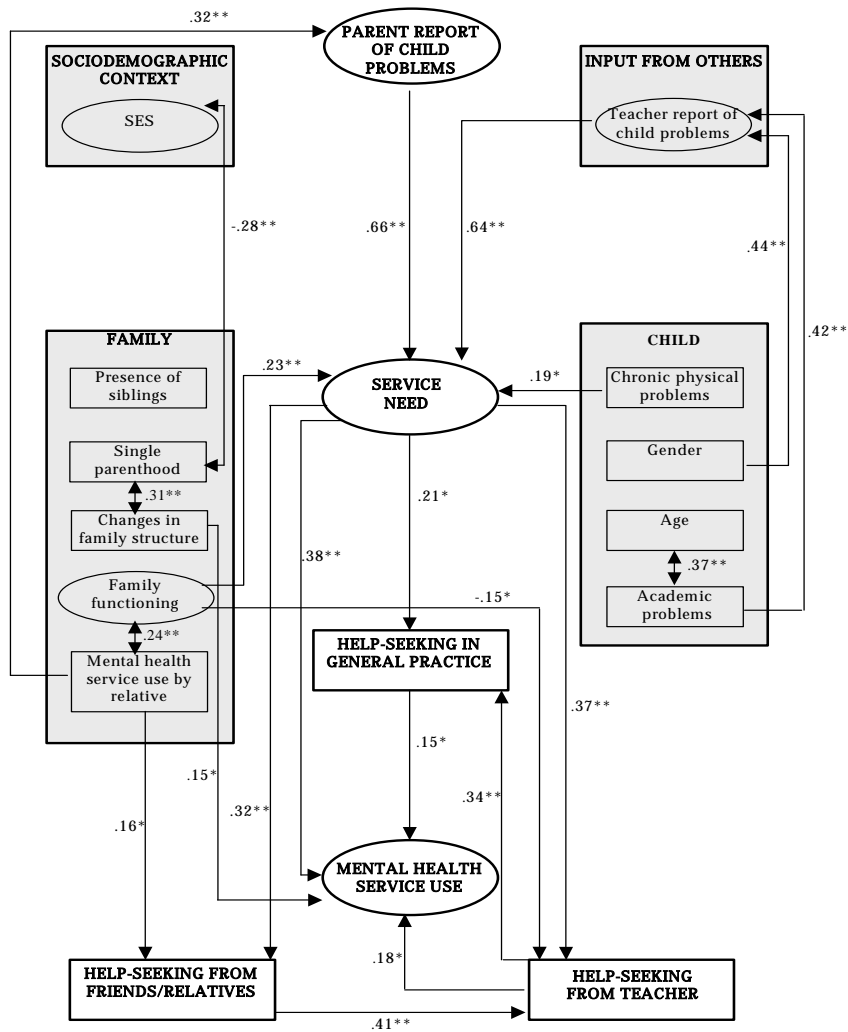 .32**
PARENT REPORT
OF CHILD
PROBLEMS
SOCIODEMOGRAPHIC
CONTEXT
SES
INPUT FROM OTHERS
Teacher report of
child problems
-.28**
.66**
.64**
.44**
.42**
FAMILY
Presence of
siblings
Single
parenthood
.31**
Changes in
family structure
Family
functioning
.24**
Mental health
service use by
relative
.23**
SERVICE
NEED
.19*
CHILD
Chronic physical
problems
Gender
Age
.37**
Academic
problems
.21*
.38**
-.15*
HELP-SEEKING IN
GENERAL PRACTICE
.37**
.15*
.15*
.34**
.32**
.16*
MENTAL HEALTH
SERVICE USE
.18*
HELP-SEEKING FROM
FRIENDS/RELATIVES
HELP-SEEKING
FROM TEACHER
.41**